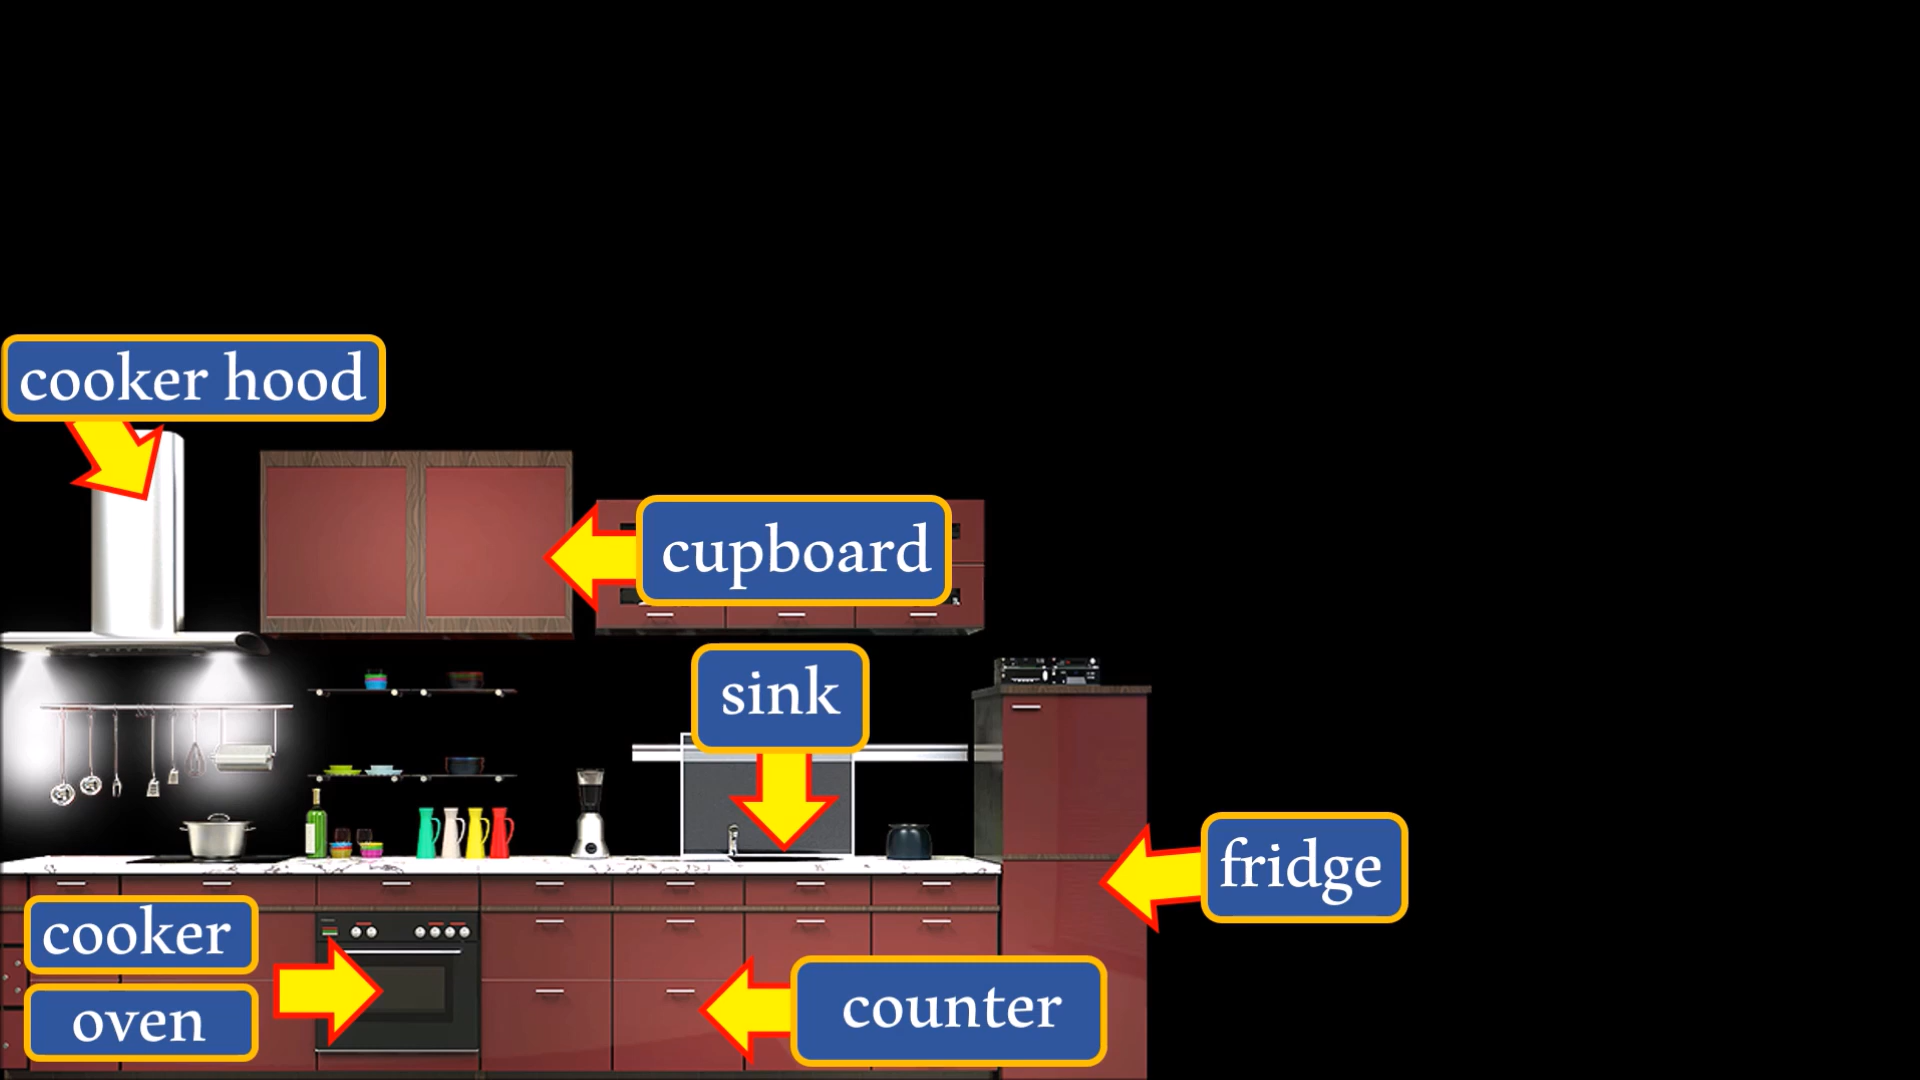 cooker hood
cupboard
sink
fridge
cooker
oven
counter